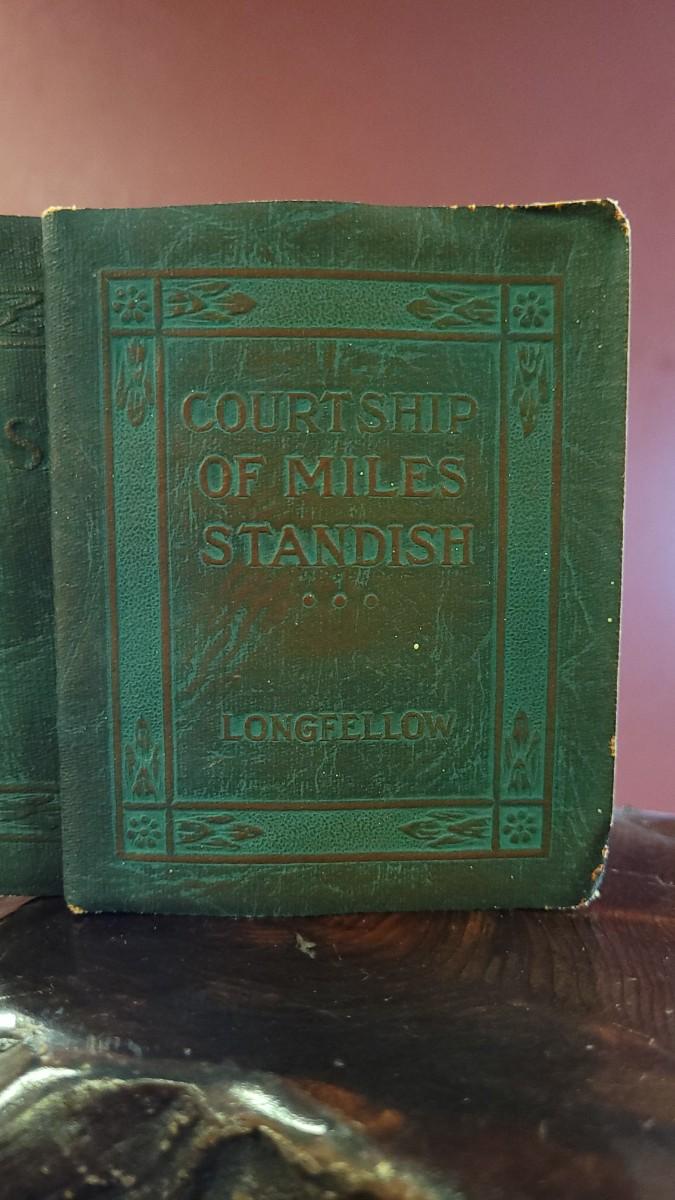 COURTSHIP
OF MILES
STANDISH
LONGFELLOW
S